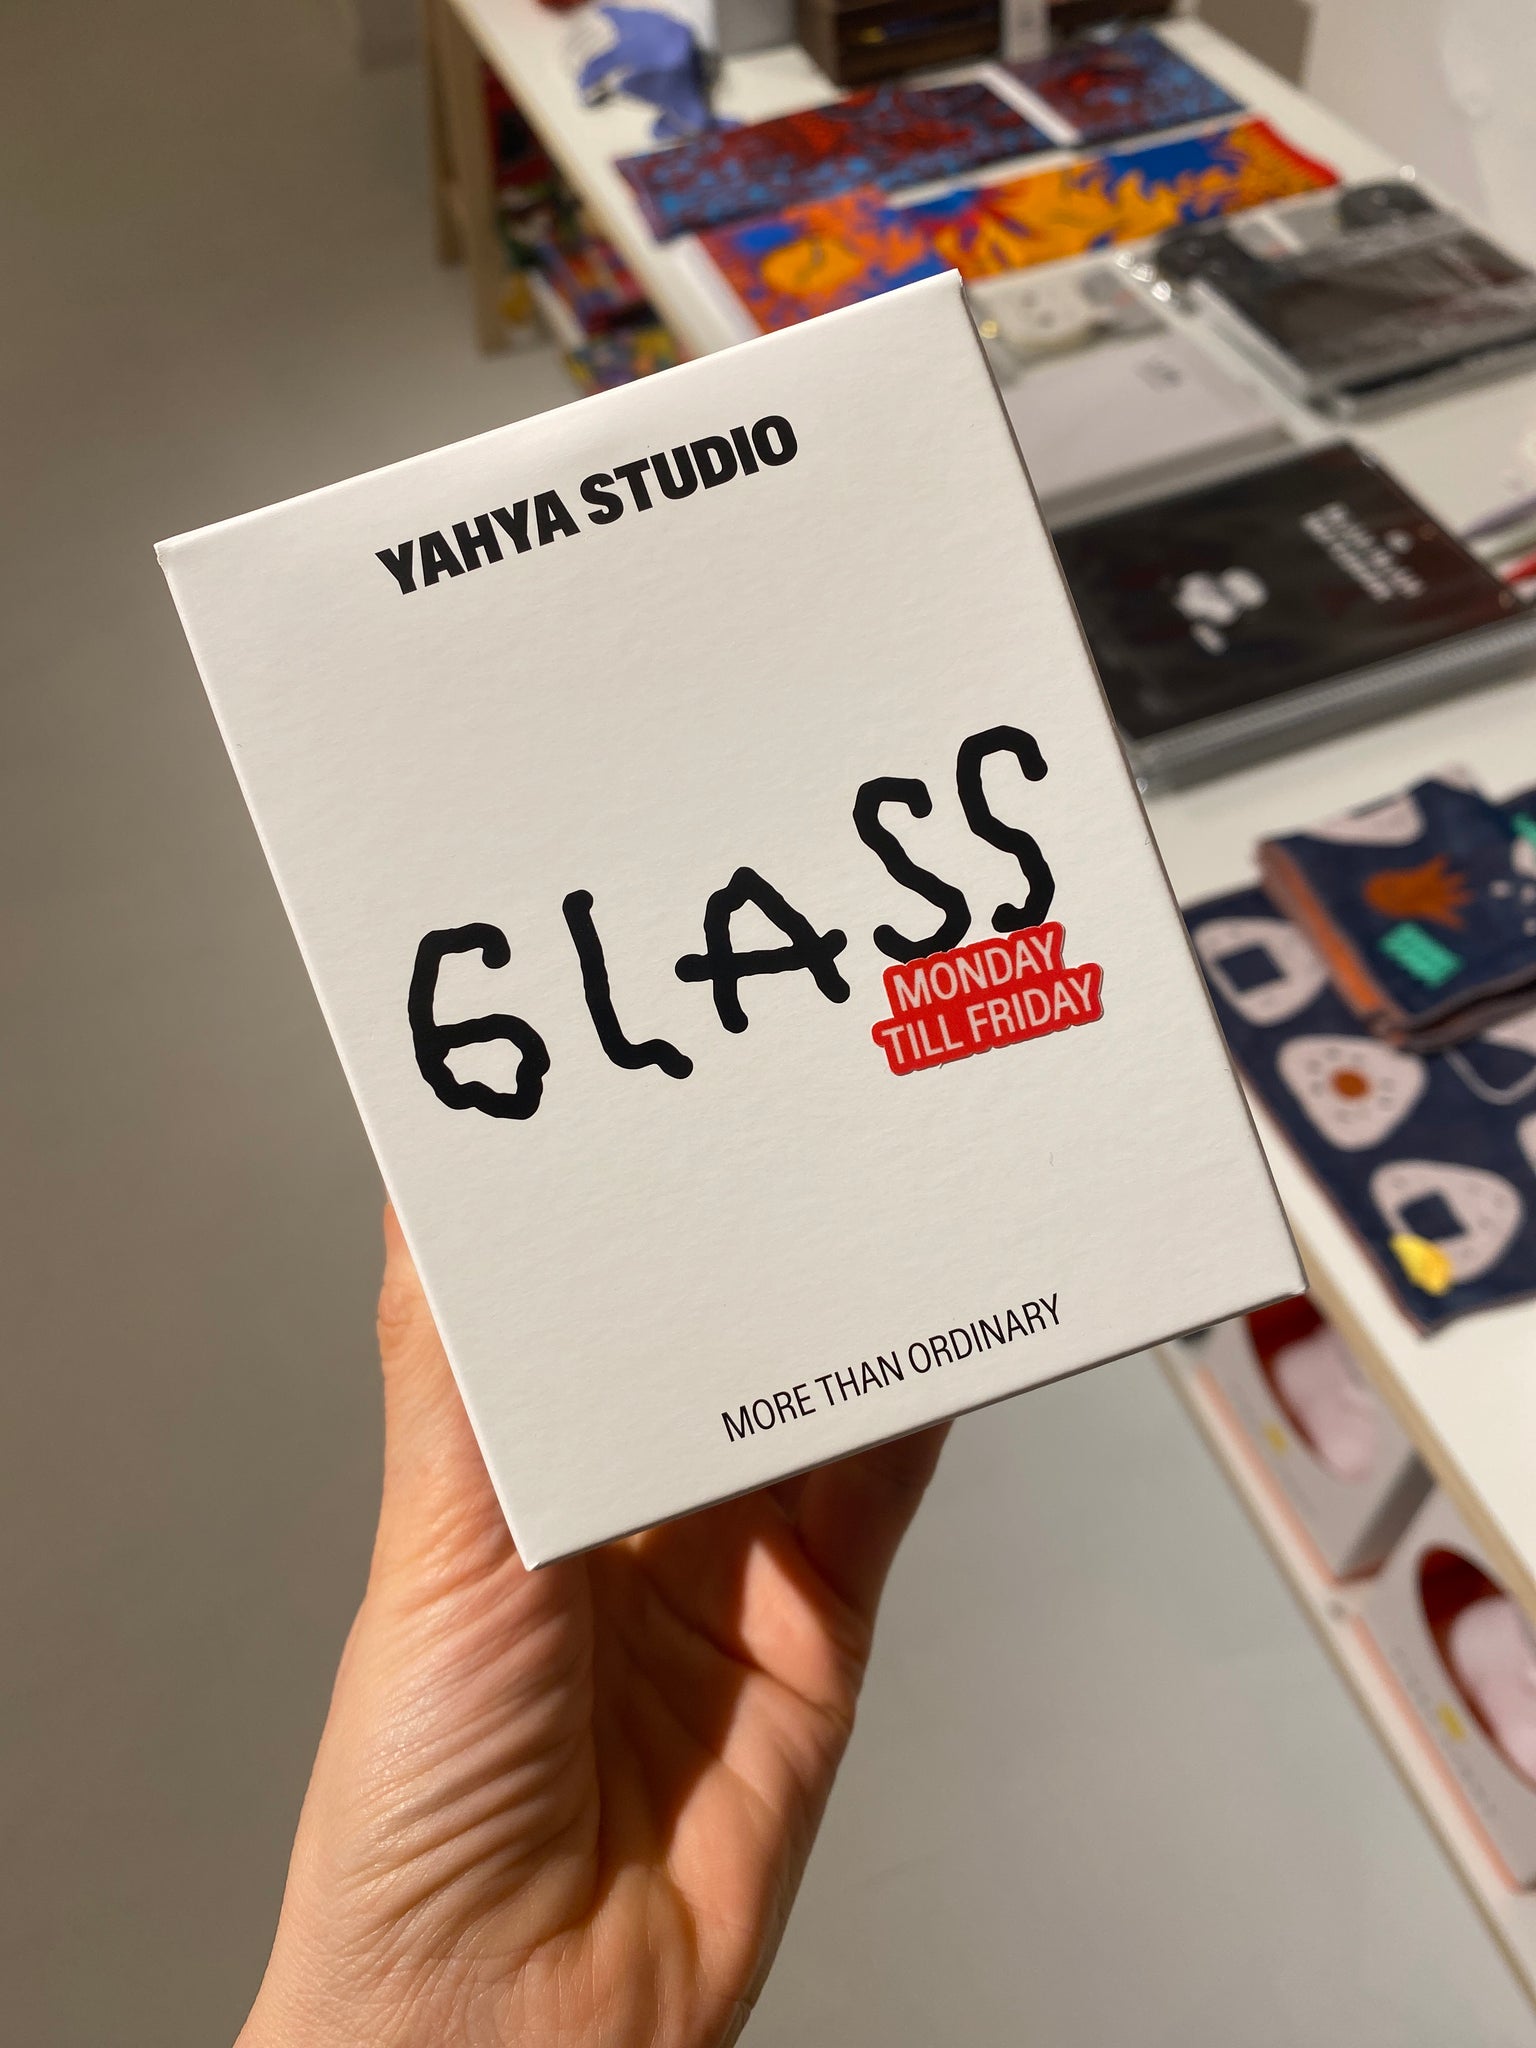 YAHYA STUDIO
GLASS
MONDAY
TILL FRIDAY
MORE THAN ORDINARY